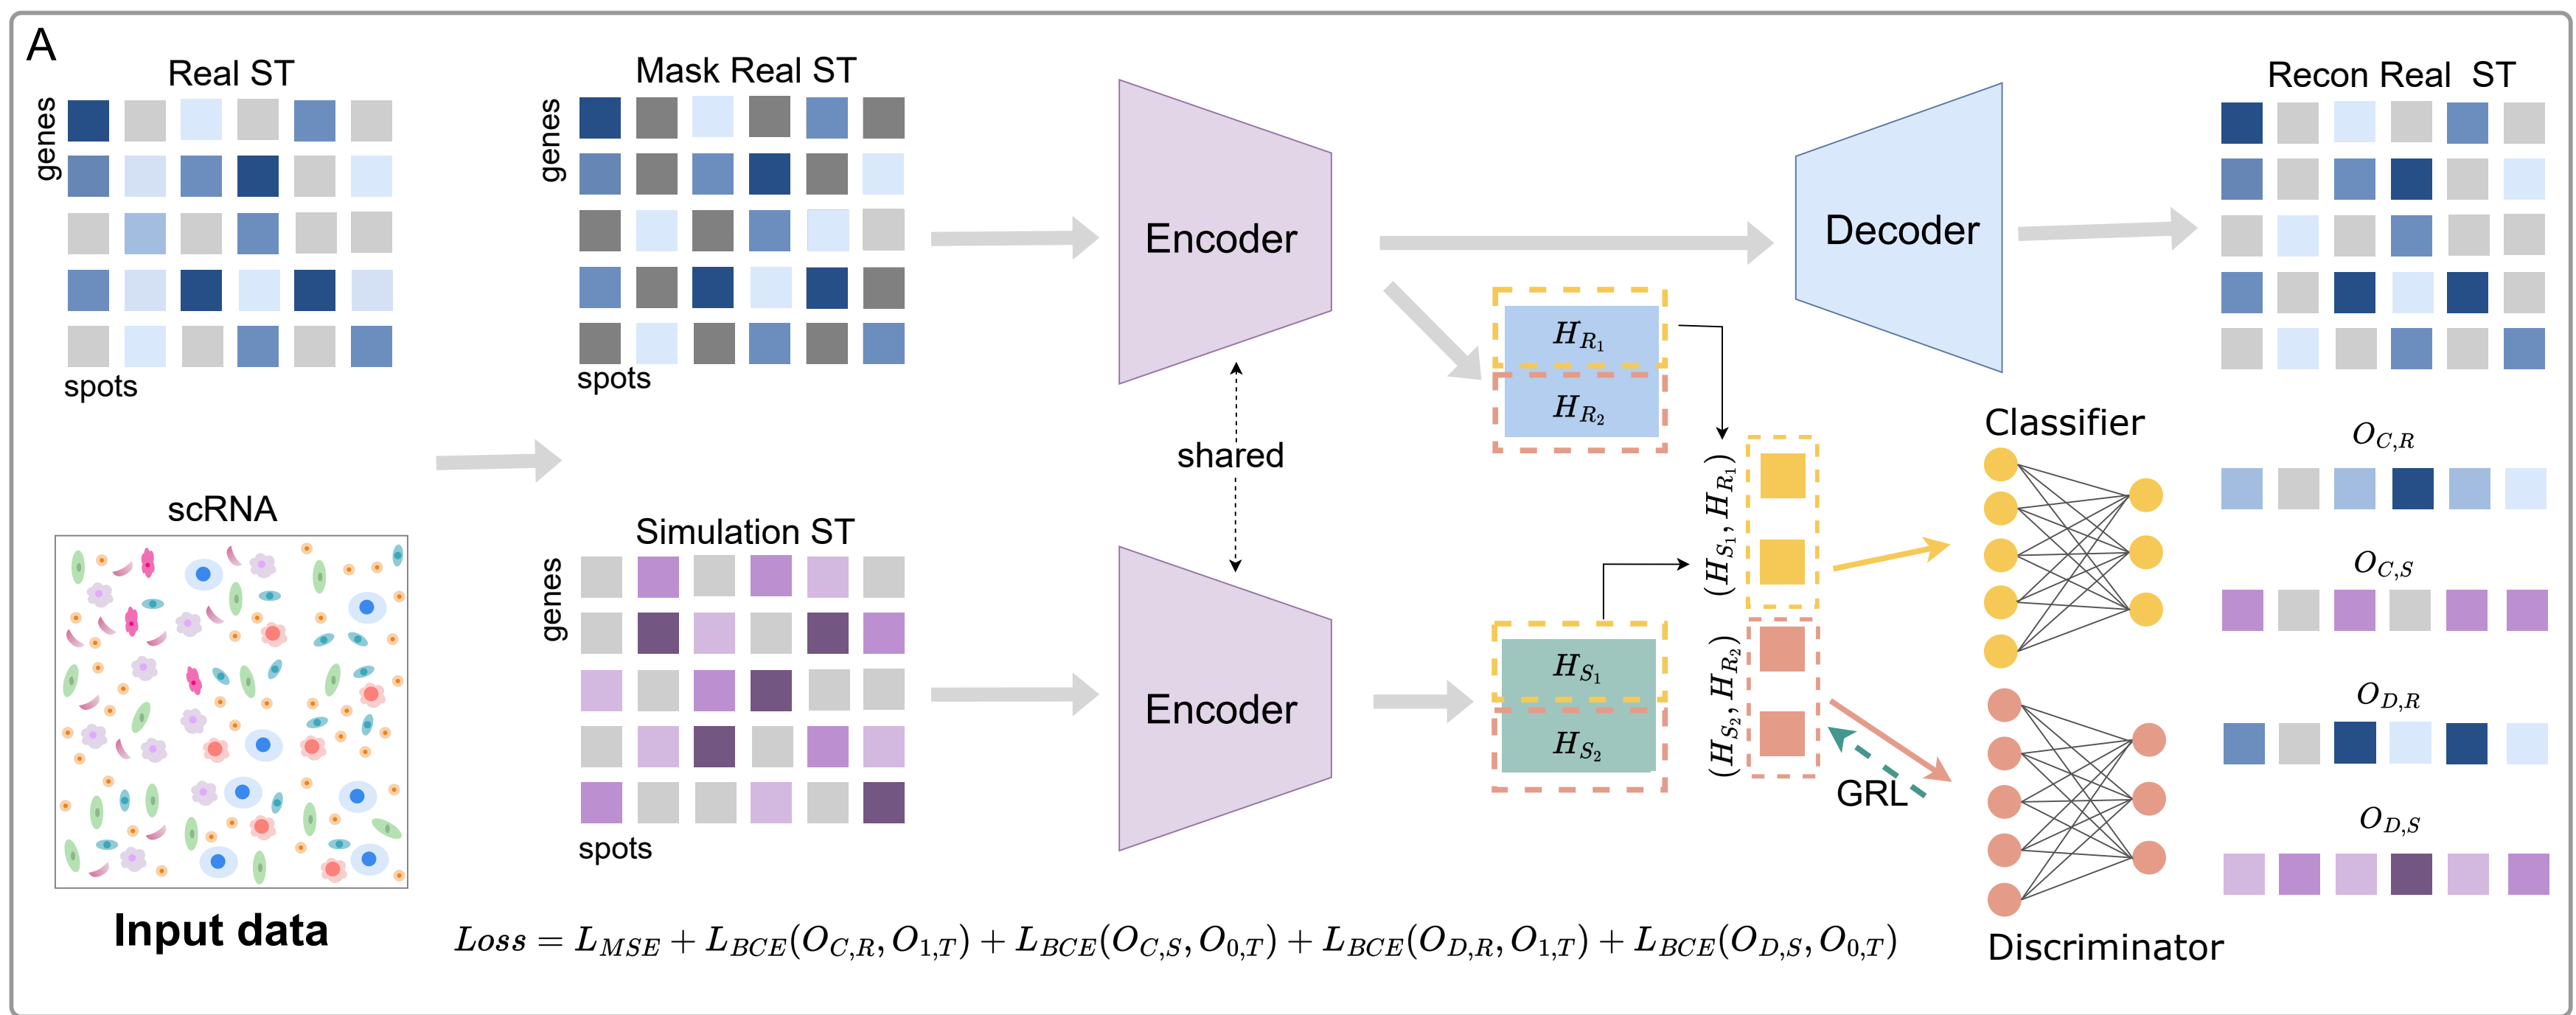 A
Real ST
genes
spots
scRNA
Input data
Mask Real ST
genes
spots
Simulation ST
genes
spots
Encoder
shared
Encoder
Decoder
H_{R_1}
H_{R_2}
H_{S_1}
H_{S_2}
(H_{S_1}, H_{R_1})
(H_{S_2}, H_{R_2})
GRL
Classifier
Discriminator
Recon Real ST
O_{C,R}
O_{C,S}
O_{D,R}
O_{D,S}
Loss = L_{MSE} + L_{BCE}(O_{C,R}, O_{1,T}) + L_{BCE}(O_{C,S}, O_{0,T}) + L_{BCE}(O_{D,R}, O_{1,T}) + L_{BCE}(O_{D,S}, O_{0,T})